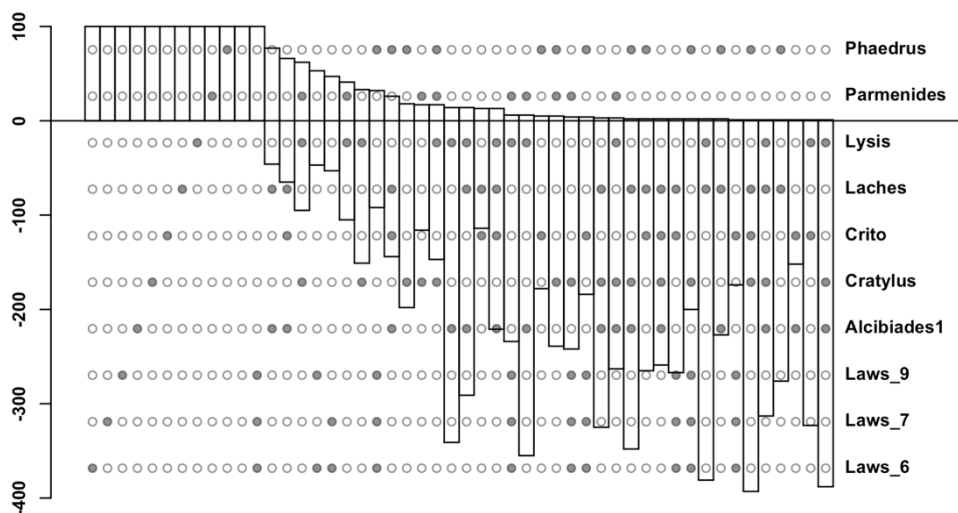 100
Phaedrus
Parmenides
0
Lysis
Laches
-100
Crito
Cratylus
-200
Alcibiades1
Laws_9
-300
Laws_7
Laws_6
-400